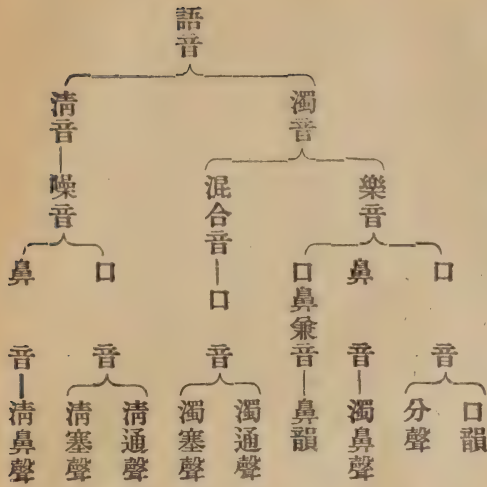 語音
濁音
清音
樂音
混合音
噪音
口音
鼻音
口鼻兼音
口音
口音
鼻音
口韻
分聲
濁鼻聲
鼻韻
濁通聲
濁塞聲
清通聲
清塞聲
清鼻聲